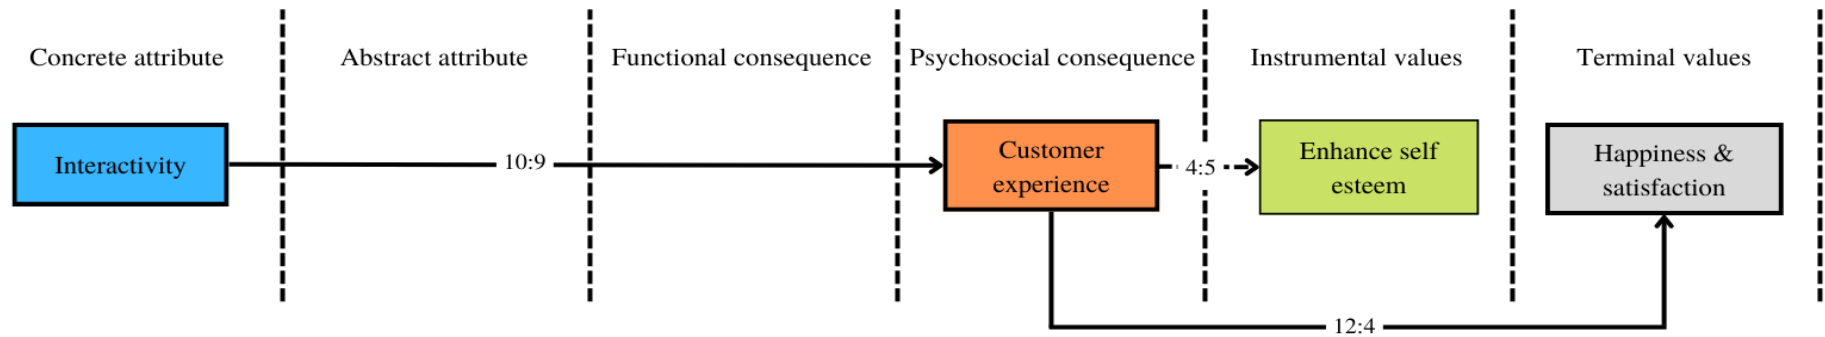 Concrete attribute
Abstract attribute
Functional consequence
Psychosocial consequence
Instrumental values
Terminal values
Interactivity
10:9
Customer
experience
4:5
Enhance self
esteem
Happiness &
satisfaction
12:4